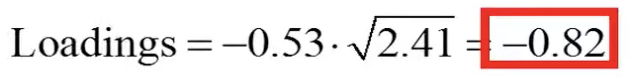 Loadings = −0.53 · √2.41 = −0.82